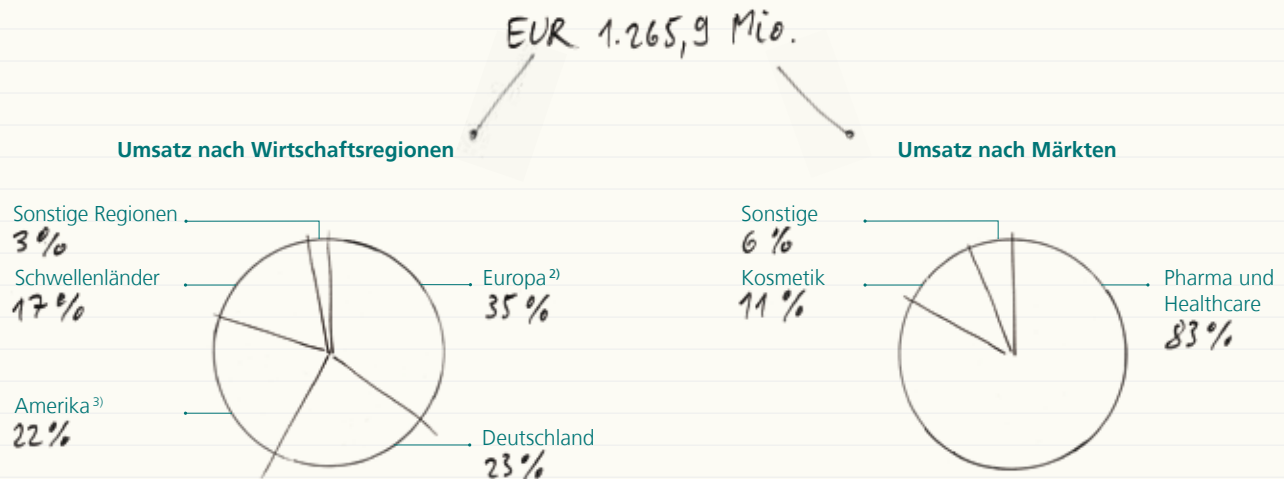 EUR 1.265,9 Mio.
Umsatz nach Wirtschaftsregionen
Sonstige Regionen
3%
Schwellenländer
17%
Amerika 3)
22%
Europa 2)
35%
Deutschland
23%
Umsatz nach Märkten
Sonstige
6 %
Kosmetik
11 %
Pharma und
Healthcare
83%